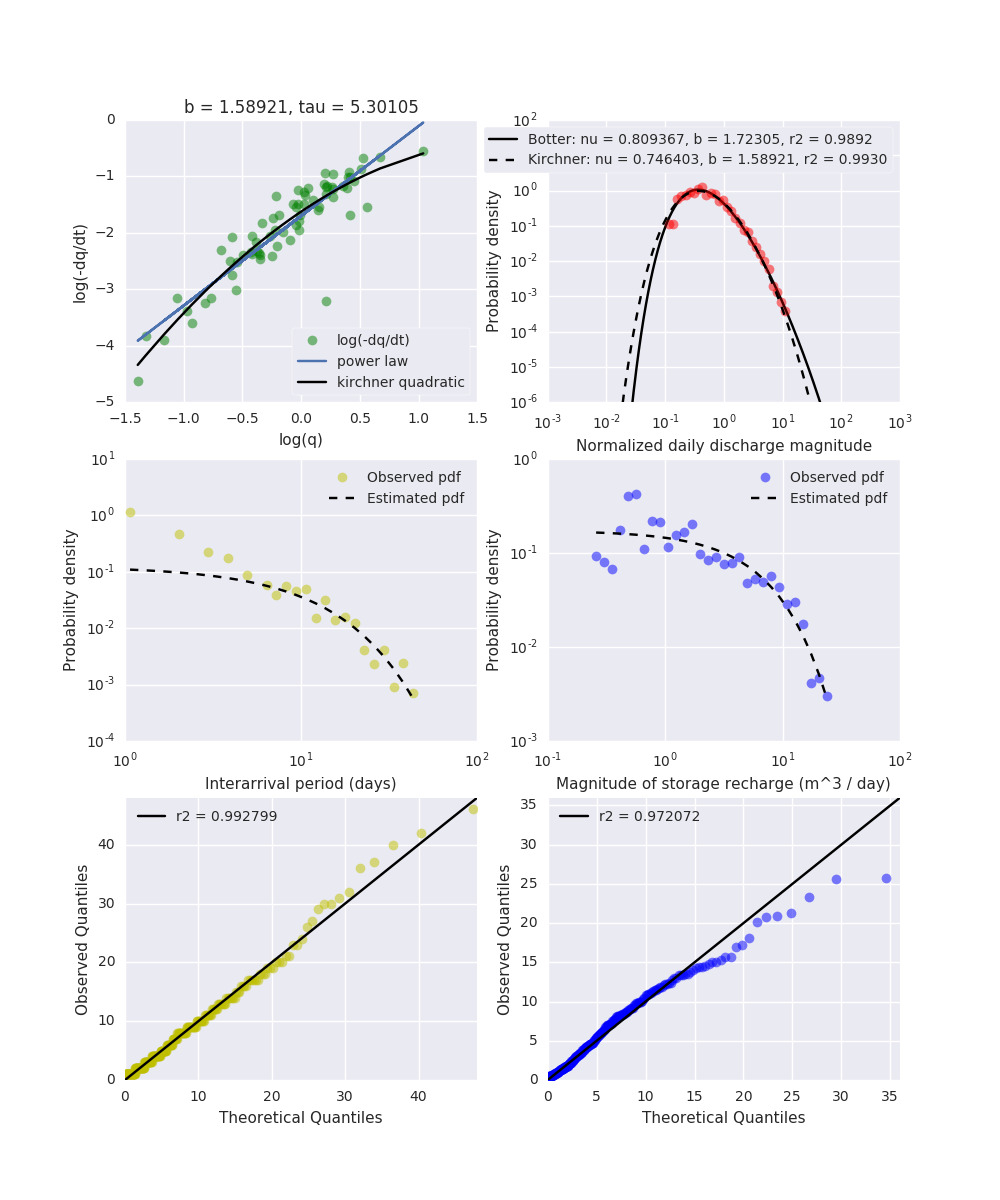 b = 1.58921, tau = 5.30105
0
−1
−2
−3
−4
−5
log(-dq/dt)
log(-dq/dt)
power law
kirchner quadratic
−1.5 −1.0 −0.5 0.0 0.5 1.0 1.5
log(q)
10^2
Botter: nu = 0.809367, b = 1.72305, r2 = 0.9892
Kirchner: nu = 0.746403, b = 1.58921, r2 = 0.9930
10^0
10^-1
10^-2
10^-3
10^-4
10^-5
10^-6
Probability density
10^-3 10^-2 10^-1 10^0 10^1 10^2 10^3
Normalized daily discharge magnitude
10^1
10^0
10^-1
10^-2
10^-3
10^-4
Probability density
Observed pdf
Estimated pdf
10^0 10^1 10^2
Interarrival period (days)
10^0
10^-1
10^-2
10^-3
Probability density
Observed pdf
Estimated pdf
10^-1 10^0 10^1 10^2
Magnitude of storage recharge (m^3 / day)
r2 = 0.992799
40
30
20
10
0
Observed Quantiles
0 10 20 30 40
Theoretical Quantiles
r2 = 0.972072
35
30
25
20
15
10
5
0
Observed Quantiles
0 5 10 15 20 25 30 35
Theoretical Quantiles